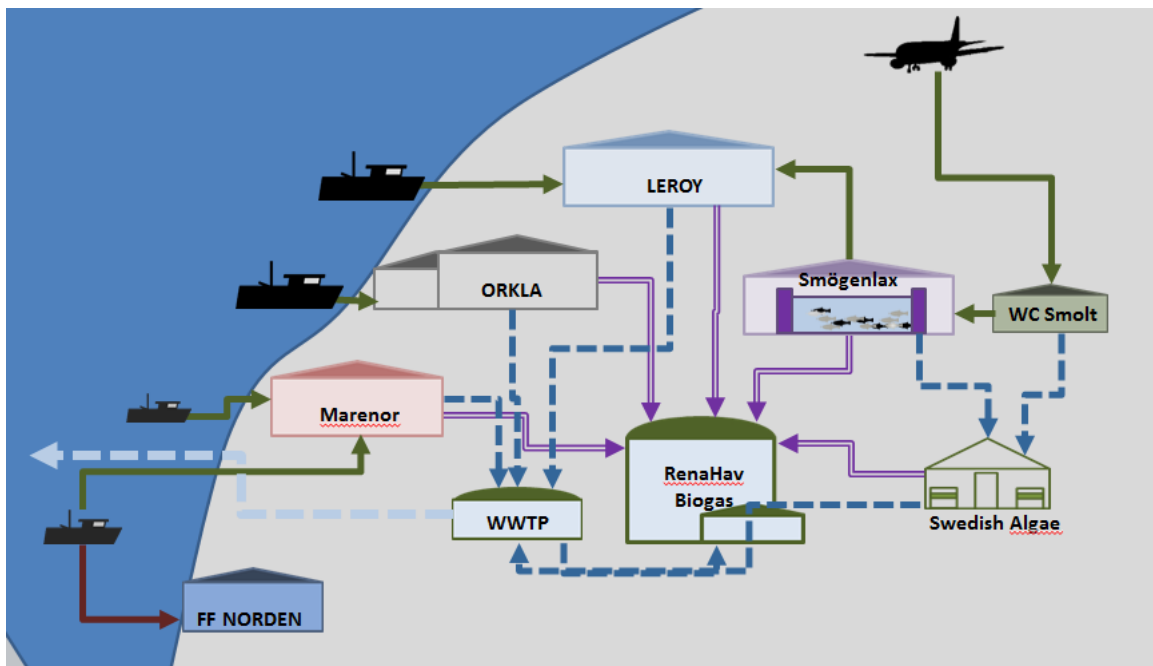 LEROY
ORKLA
Smögenlax
WC Smolt
Marenor
RenaHav
Biogas
WWTP
Swedish Algae
FF NORDEN